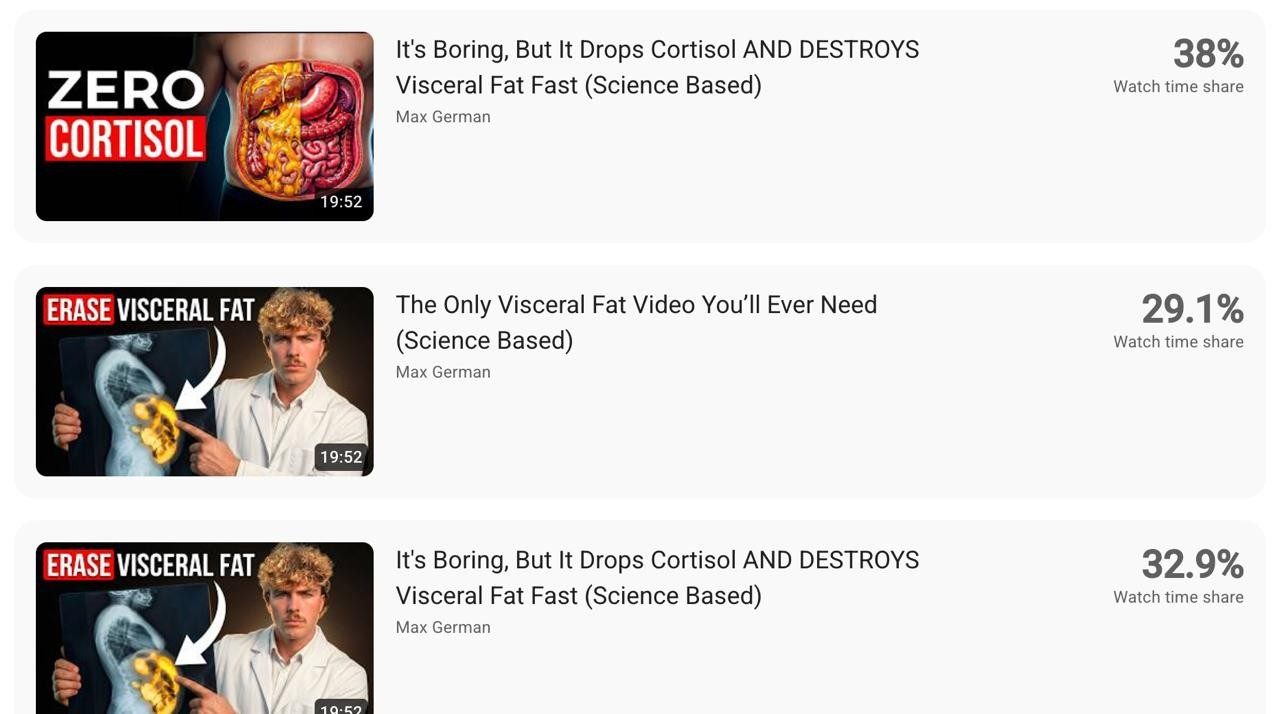 ZERO
CORTISOL
19:52
It's Boring, But It Drops Cortisol AND DESTROYS
Visceral Fat Fast (Science Based)
Max German
38%
Watch time share
ERASE VISCERAL FAT
19:52
The Only Visceral Fat Video You’ll Ever Need
(Science Based)
Max German
29.1%
Watch time share
ERASE VISCERAL FAT
19:52
It's Boring, But It Drops Cortisol AND DESTROYS
Visceral Fat Fast (Science Based)
Max German
32.9%
Watch time share